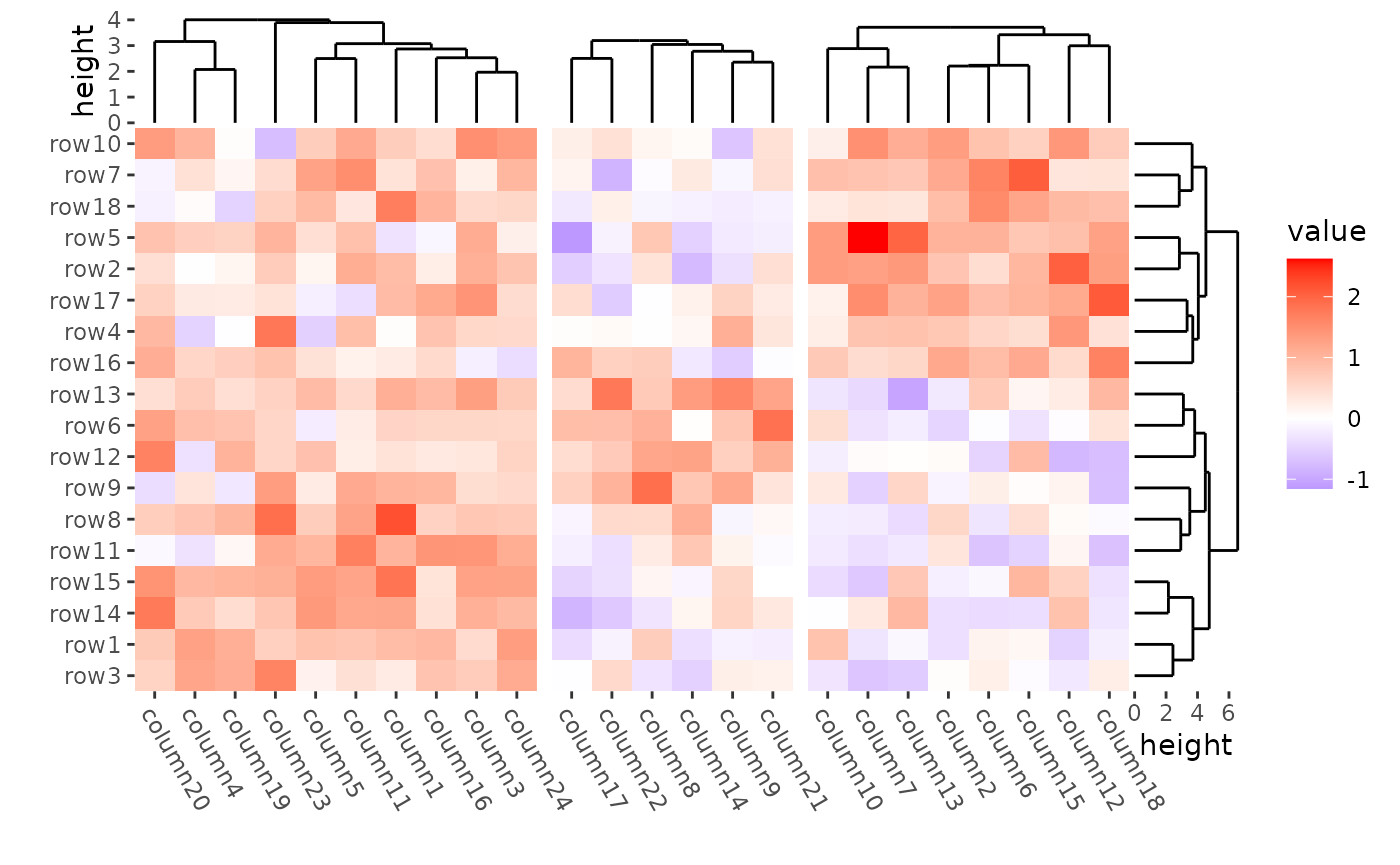 height
4
3
2
1
0
row10
row7
row18
row5
row2
row17
row4
row16
row13
row6
row12
row9
row8
row11
row15
row14
row1
row3
column20
column4
column19
column23
column5
column11
column1
column16
column3
column24
column17
column22
column8
column14
column9
column21
column10
column7
column13
column2
column6
column15
column12
column18
0 2 4 6
height
value
2
1
0
-1